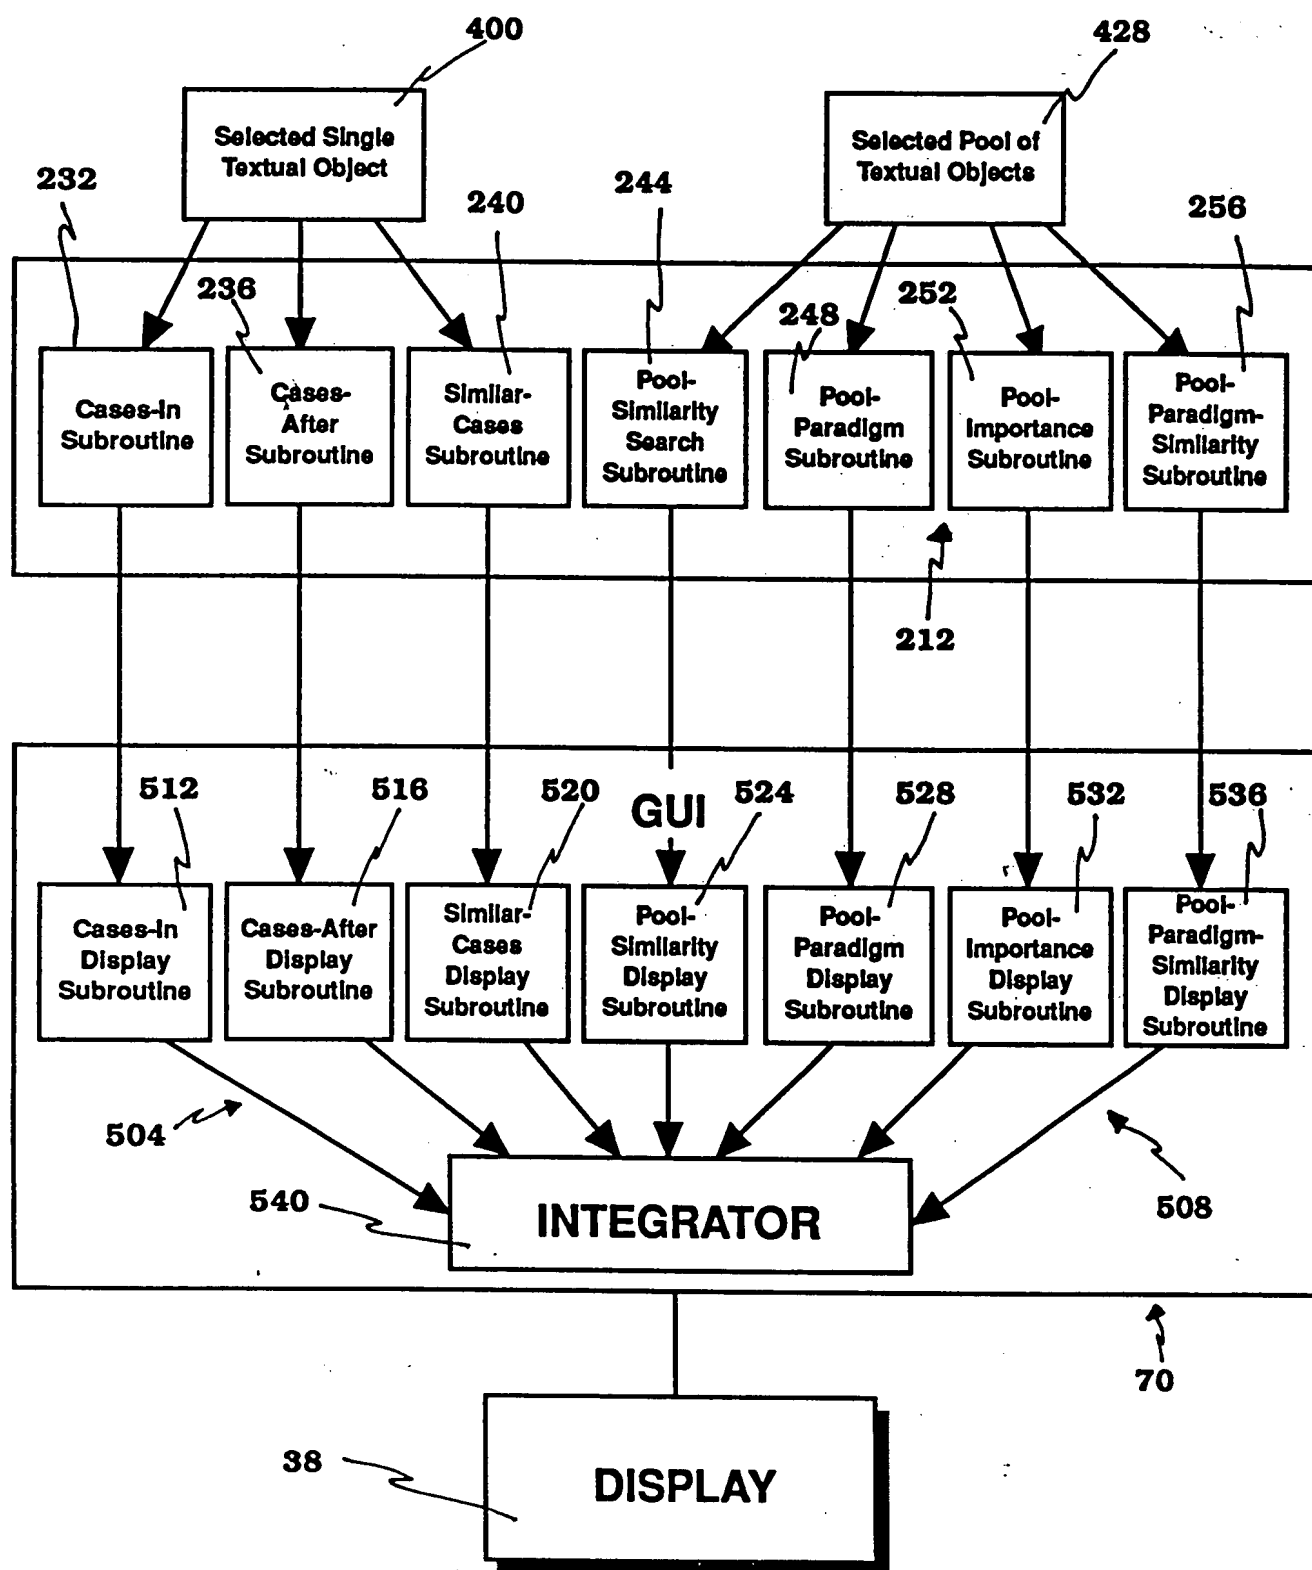 400
428
Selected Single
Textual Object
Selected Pool of
Textual Objects
232
240
244
256
236
248
252
Cases-In
Subroutine
Cases-
After
Subroutine
Similar-
Cases
Subroutine
Pool-
Similarity
Search
Subroutine
Pool-
Paradigm
Subroutine
Pool-
Importance
Subroutine
Pool-
Paradigm-
Similarity
Subroutine
212
512
516
520
GUI
524
528
532
536
Cases-In
Display
Subroutine
Cases-After
Display
Subroutine
Similar-
Cases
Display
Subroutine
Pool-
Similarity
Display
Subroutine
Pool-
Paradigm
Display
Subroutine
Pool-
Importance
Display
Subroutine
Pool-
Paradigm-
Similarity
Display
Subroutine
504
508
540
INTEGRATOR
70
38
DISPLAY